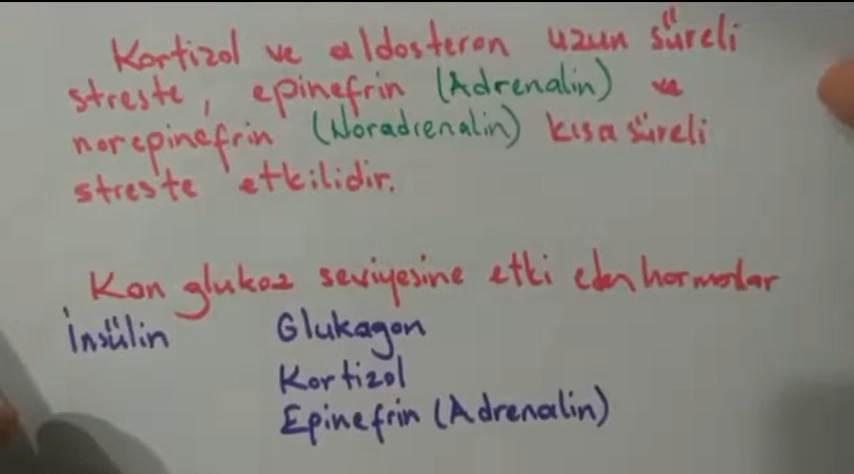 Kortizol ve aldosteron uzun süreli
streste, epinefrin (Adrenalin) ve
norepinefrin (Noradrenalin) kısa süreli
streste etkilidir.
Kan glukoz seviyesine etki eden hormonlar
İnsülin Glukagon
Kortizol
Epinefrin (Adrenalin)